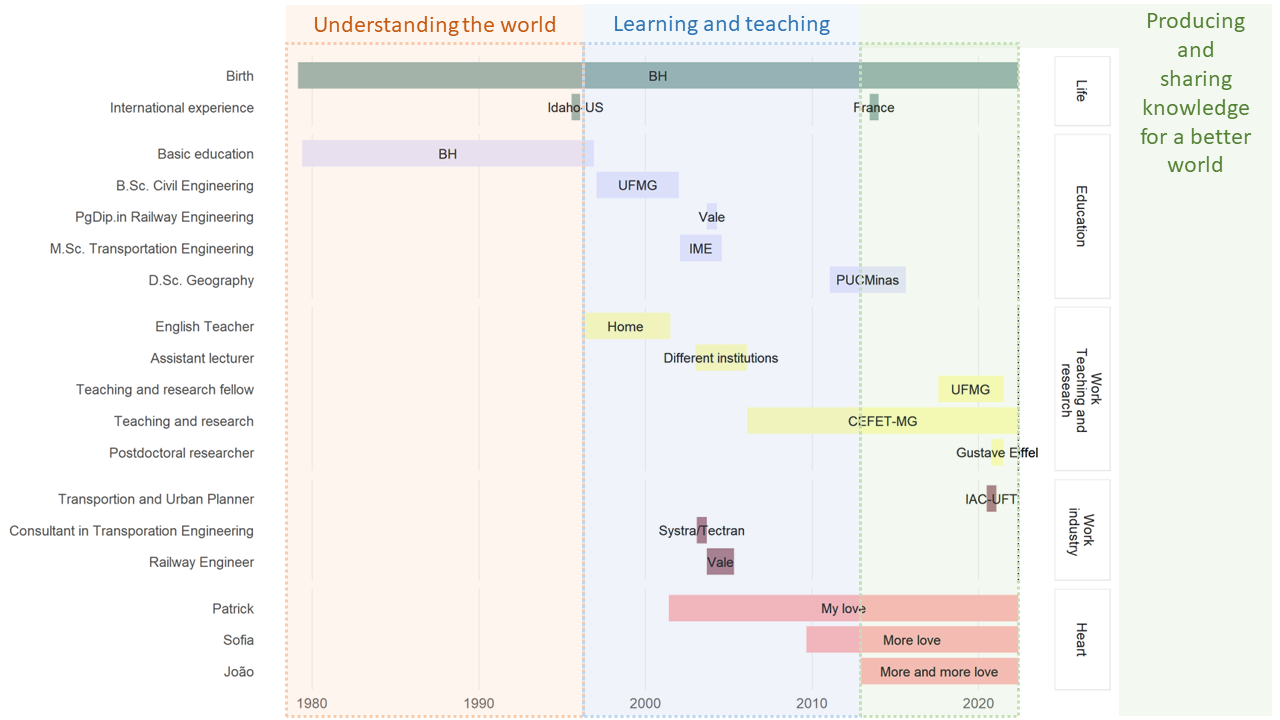 Understanding the world
Learning and teaching
Producing
and
sharing
knowledge
for a better
world
Birth
BH
Life
International experience
Idaho-US
France
Basic education
BH
Education
B.Sc. Civil Engineering
UFMG
PgDip.in Railway Engineering
Vale
M.Sc. Transportation Engineering
IME
D.Sc. Geography
PUCMinas
English Teacher
Home
Work
Teaching and
research
Assistant lecturer
Different institutions
Teaching and research fellow
UFMG
Teaching and research
CEFET-MG
Postdoctoral researcher
Gustave Eiffel
Transportion and Urban Planner
IAC-UFT
Work
industry
Consultant in Transporation Engineering
Systra/Tectran
Railway Engineer
Vale
Patrick
My love
Heart
Sofia
More love
João
More and more love
1980 1990 2000 2010 2020